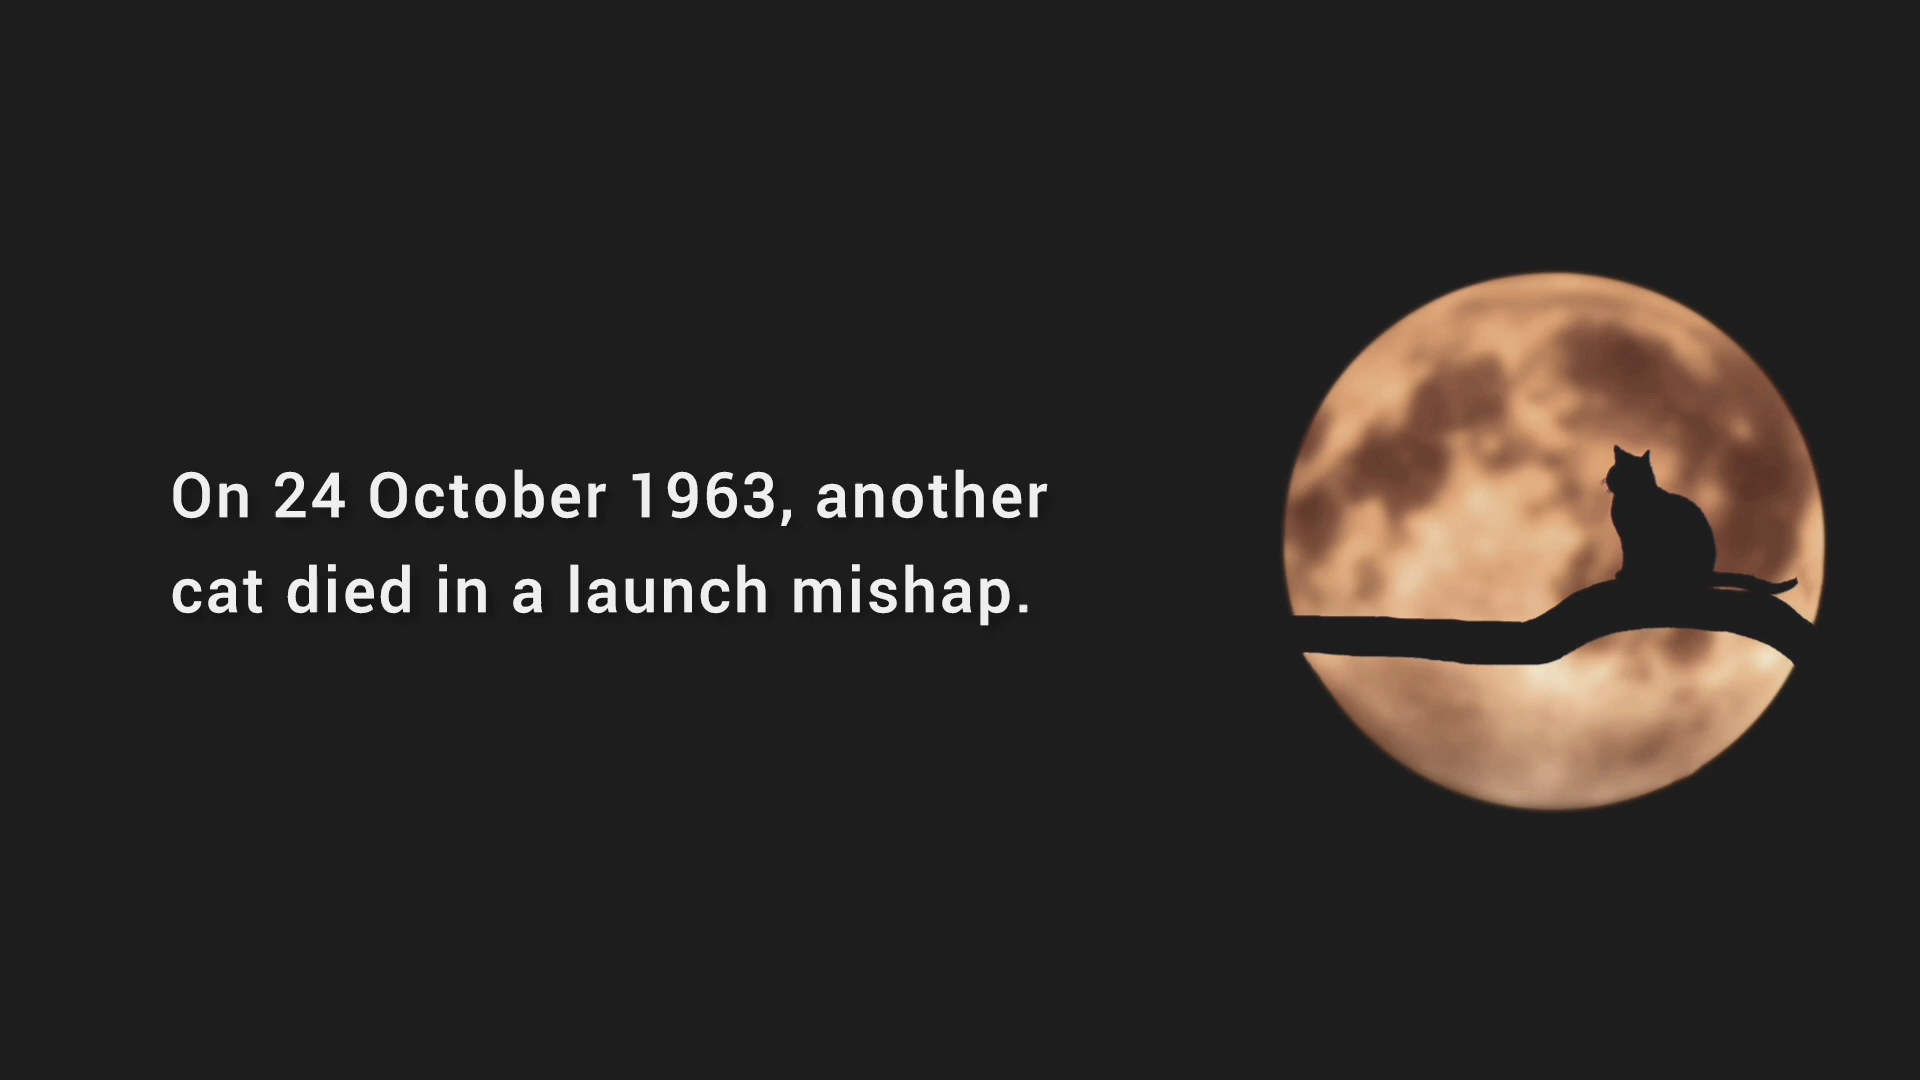 On 24 October 1963, another
cat died in a launch mishap.